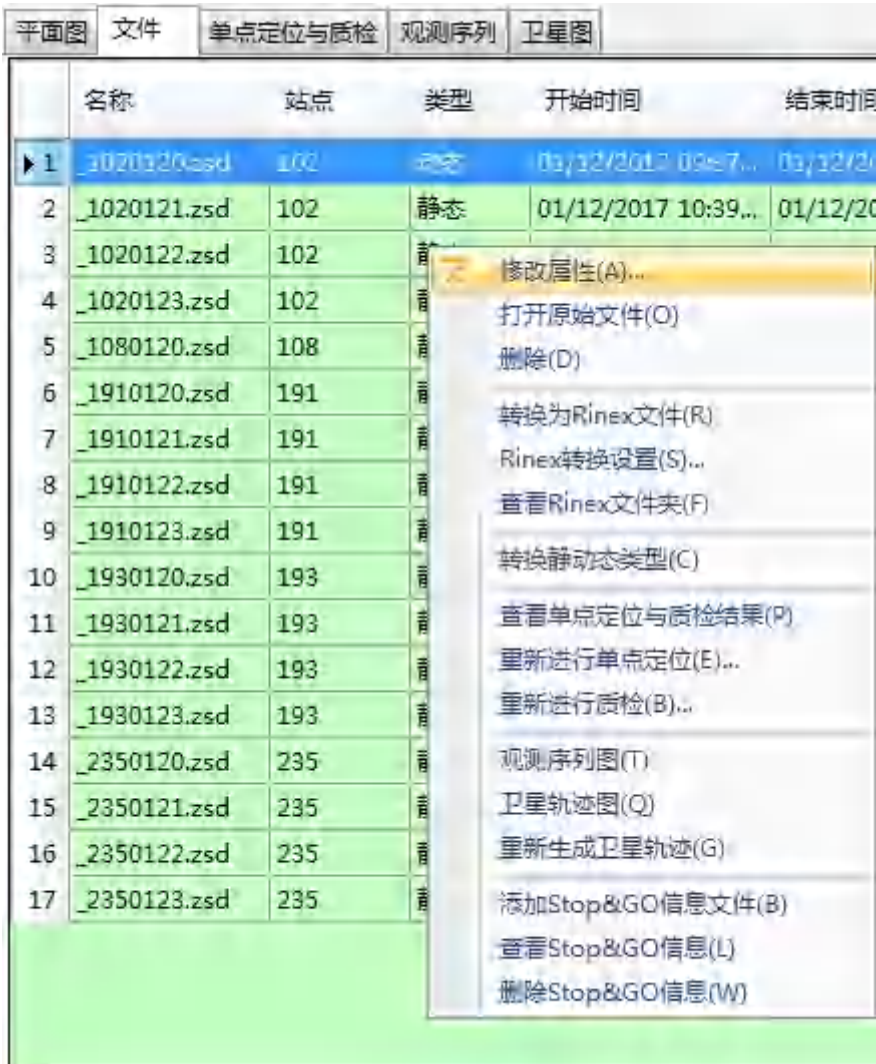 平面图 文件 单点定位与质检 观测序列 卫星图
名称 站点 类型 开始时间 结束时间
1 _1020120.zsd 102
2 _1020121.zsd 102 静态 01/12/2017 10:39... 01/12/20
3 _1020122.zsd 102
4 _1020123.zsd 102
5 _1080120.zsd 108
6 _1910120.zsd 191
7 _1910121.zsd 191
8 _1910122.zsd 191
9 _1910123.zsd 191
10 _1930120.zsd 193
11 _1930121.zsd 193
12 _1930122.zsd 193
13 _1930123.zsd 193
14 _2350120.zsd 235
15 _2350121.zsd 235
16 _2350122.zsd 235
17 _2350123.zsd 235
修改属性(A)...
打开原始文件(O)
删除(D)
转换为Rinex文件(R)
Rinex转换设置(S)...
查看Rinex文件夹(F)
转换静动态类型(C)
查看单点定位与质检结果(P)
重新进行单点定位(E)...
重新进行质检(B)...
观测序列图(T)
卫星轨迹图(Q)
重新生成卫星轨迹(G)
添加Stop&GO信息文件(B)
查看Stop&GO信息(L)
删除Stop&GO信息(W)